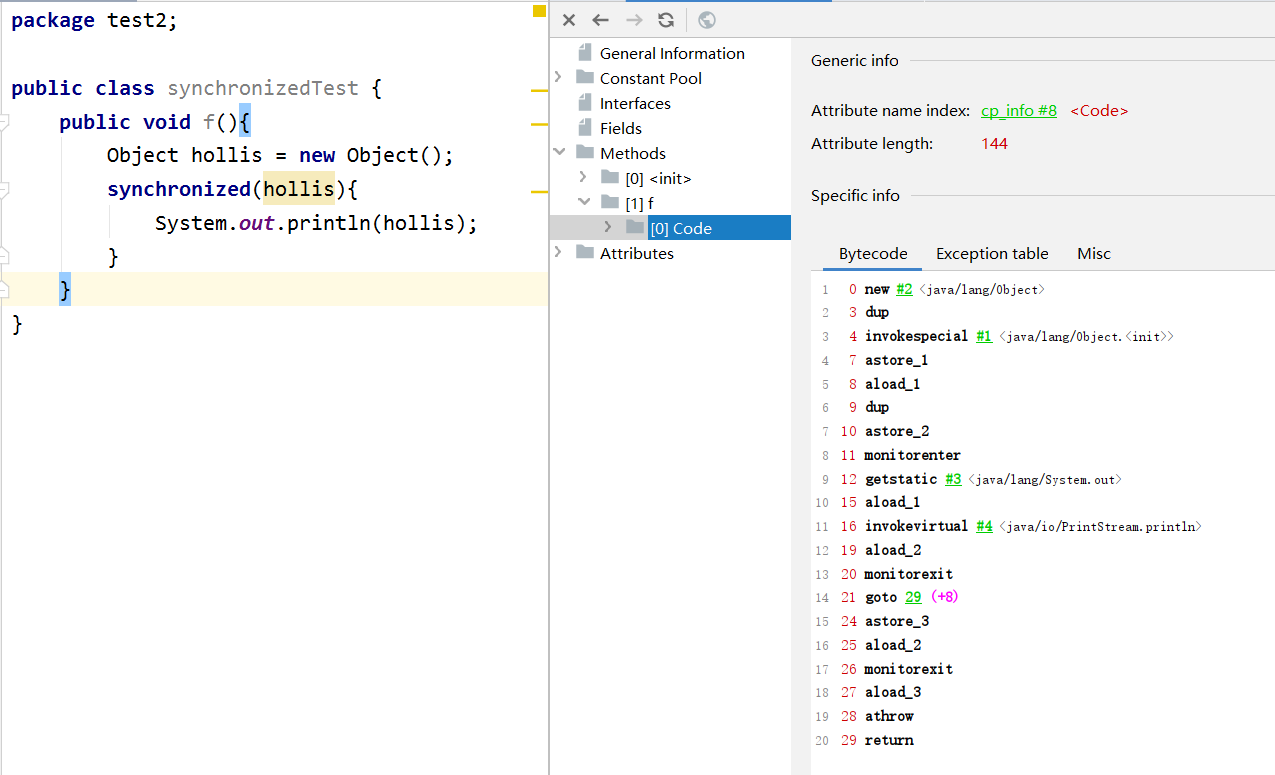 package test2;
public class synchronizedTest {
public void f(){
Object hollis = new Object();
synchronized(hollis){
System.out.println(hollis);
}
}
}
General Information
Constant Pool
Interfaces
Fields
Methods
[0] <init>
[1] f
[0] Code
Attributes
Generic info
Attribute name index: cp_info #8 <Code>
Attribute length: 144
Specific info
Bytecode Exception table Misc
1 0 new #2 <java/lang/Object>
2 3 dup
3 4 invokespecial #1 <java/lang/Object.<init>>
4 7 astore_1
5 8 aload_1
6 9 dup
7 10 astore_2
8 11 monitorenter
9 12 getstatic #3 <java/lang/System.out>
10 15 aload_1
11 16 invokevirtual #4 <java/io/PrintStream.println>
12 19 aload_2
13 20 monitorexit
14 21 goto 29 (+8)
15 24 astore_3
16 25 aload_2
17 26 monitorexit
18 27 aload_3
19 28 athrow
20 29 return